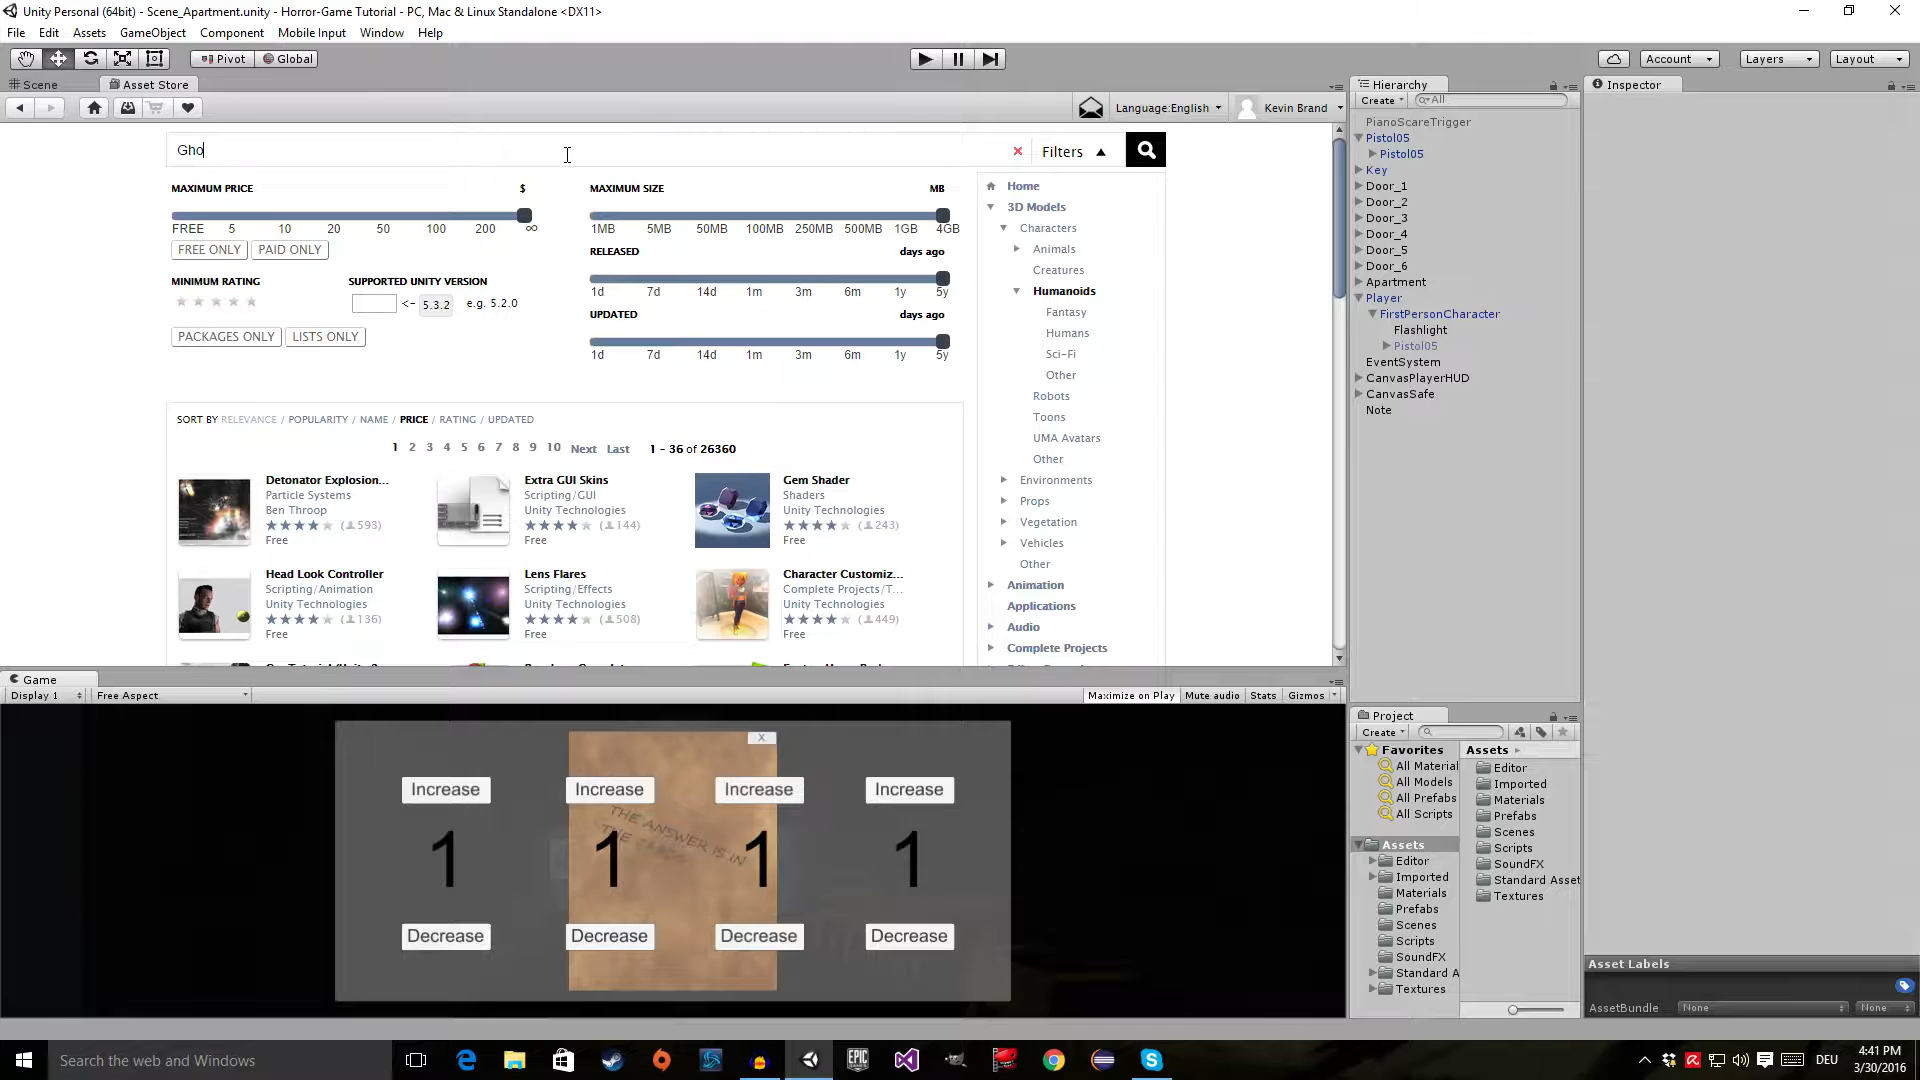 Unity Personal (64bit) - Scene_Apartment.unity - Horror-Game Tutorial - PC, Mac & Linux Standalone <DX11>
File Edit Assets GameObject Component Mobile Input Window Help
Pivot Global Account Layers Layout
Scene Asset Store Hierarchy Inspector
Language:English Kevin Brand Create All
Gho Filters
MAXIMUM PRICE $ MAXIMUM SIZE MB
FREE 5 10 20 50 100 200 ∞ 1MB 5MB 50MB 100MB 250MB 500MB 1GB 4GB
FREE ONLY PAID ONLY RELEASED days ago
MINIMUM RATING SUPPORTED UNITY VERSION
<- 5.3.2 e.g. 5.2.0 1d 7d 14d 1m 3m 6m 1y 5y
UPDATED days ago
PACKAGES ONLY LISTS ONLY
1d 7d 14d 1m 3m 6m 1y 5y
SORT BY RELEVANCE / POPULARITY / NAME / PRICE / RATING / UPDATED
1 2 3 4 5 6 7 8 9 10 Next Last 1 - 36 of 26360
Detonator Explosion...
Particle Systems
Ben Throop
(593)
Free
Extra GUI Skins
Scripting/GUI
Unity Technologies
(144)
Free
Gem Shader
Shaders
Unity Technologies
(243)
Free
Head Look Controller
Scripting/Animation
Unity Technologies
(136)
Free
Lens Flares
Scripting/Effects
Unity Technologies
(508)
Free
Character Customiz...
Complete Projects/T...
Unity Technologies
(449)
Free
Home
3D Models
Characters
Animals
Creatures
Humanoids
Fantasy
Humans
Sci-Fi
Other
Robots
Toons
UMA Avatars
Other
Environments
Props
Vegetation
Vehicles
Other
Animation
Applications
Audio
Complete Projects
PianoScareTrigger
Pistol05
Pistol05
Key
Door_1
Door_2
Door_3
Door_4
Door_5
Door_6
Apartment
Player
FirstPersonCharacter
Flashlight
Pistol05
EventSystem
CanvasPlayerHUD
CanvasSafe
Note
Game
Display 1 Free Aspect Maximize on Play Mute audio Stats Gizmos
X
Increase Increase Increase Increase
THE ANSWER IS IN
THE
1 1 1 1
Decrease Decrease Decrease Decrease
Project
Create
Favorites
All Material
All Models
All Prefabs
All Scripts
Assets
Editor
Imported
Materials
Prefabs
Scenes
Scripts
SoundFX
Standard A
Textures
Assets
Editor
Imported
Materials
Prefabs
Scenes
Scripts
SoundFX
Standard Asset
Textures
Asset Labels
AssetBundle None None
Search the web and Windows
EPIC
DEU
4:41 PM
3/30/2016